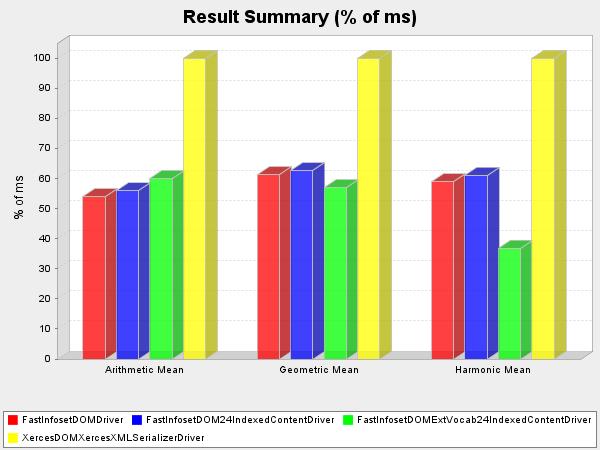 Result Summary (% of ms)
% of ms
100
90
80
70
60
50
40
30
20
10
0
Arithmetic Mean Geometric Mean Harmonic Mean
FastInfosetDOMDriver FastInfosetDOM24IndexedContentDriver FastInfosetDOMExtVocab24IndexedContentDriver
XercesDOMXercesXMLSerializerDriver